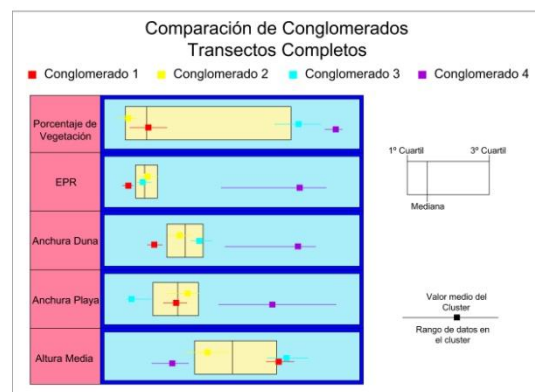 Comparación de Conglomerados
Transectos Completos
Conglomerado 1 Conglomerado 2 Conglomerado 3 Conglomerado 4
Porcentaje de
Vegetación
EPR
Anchura Duna
Anchura Playa
Altura Media
1º Cuartil 3º Cuartil
Mediana
Valor medio del
Cluster
Rango de datos en
el cluster